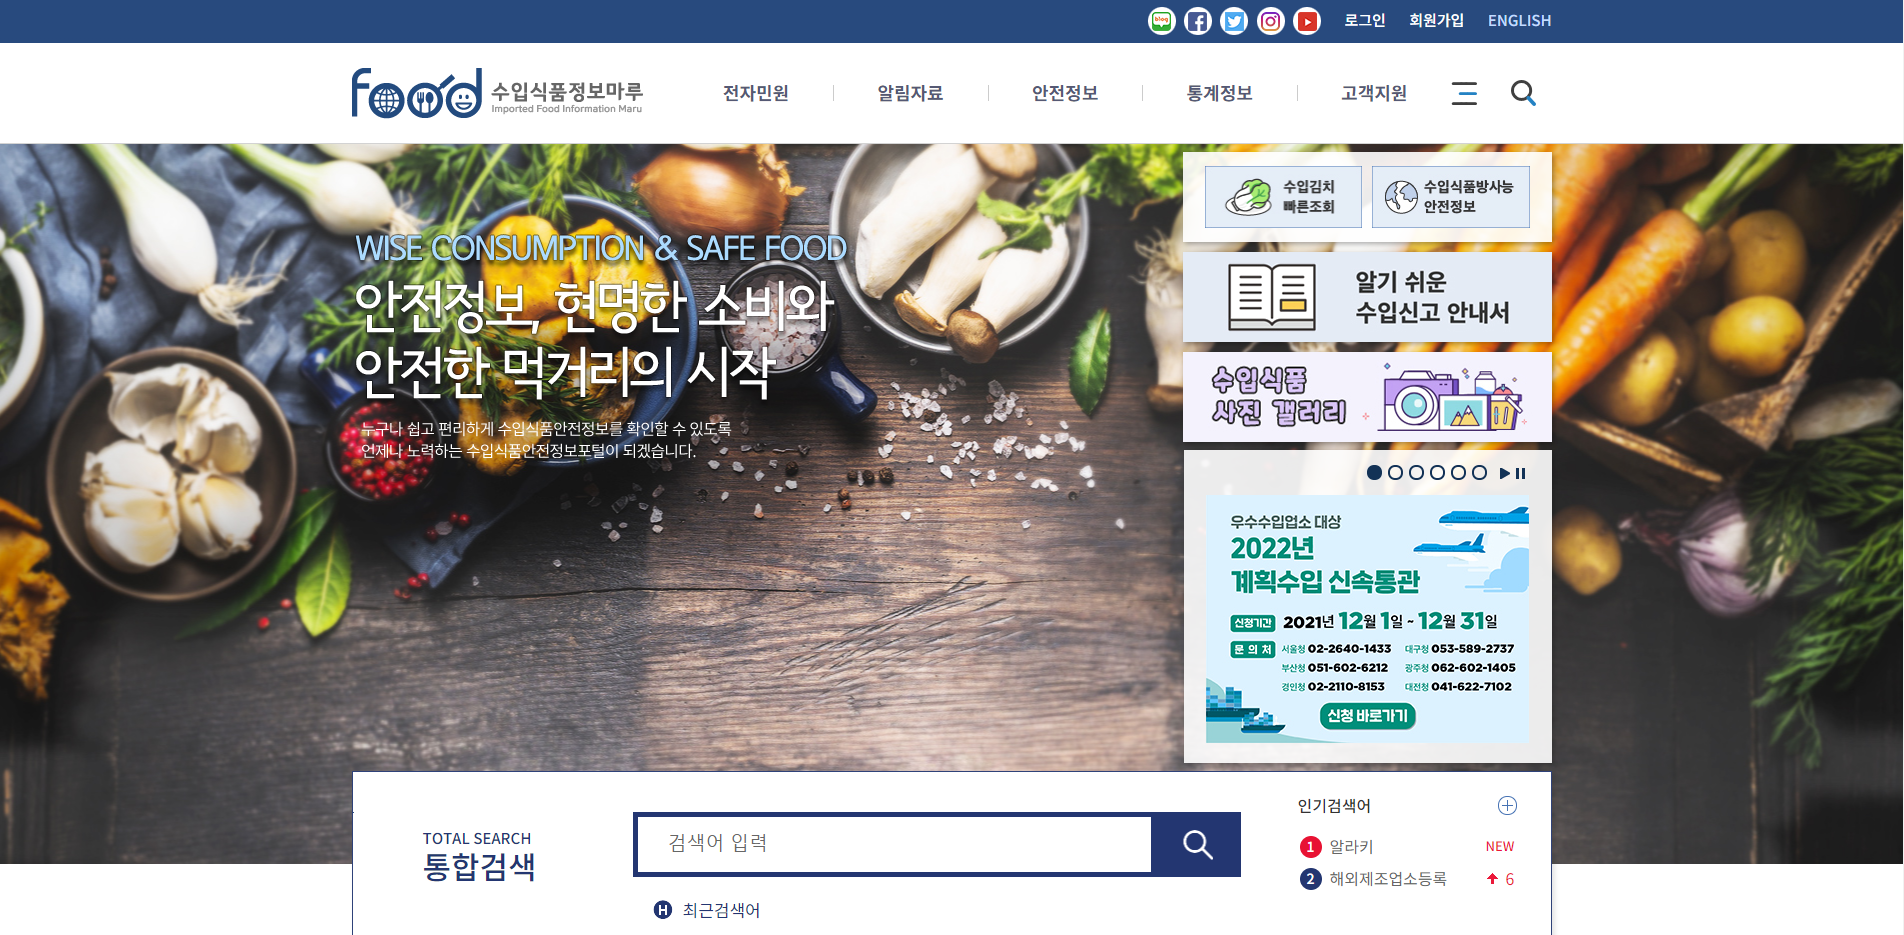 blog
로그인 회원가입 ENGLISH
food 수입식품정보마루
Imported Food Information Maru
전자민원 알림자료 안전정보 통계정보 고객지원
WISE CONSUMPTION & SAFE FOOD
안전정보, 현명한 소비와
안전한 먹거리의 시작
누구나 쉽고 편리하게 수입식품안전정보를 확인할 수 있도록
언제나 노력하는 수입식품안전정보포털이 되겠습니다.
수입김치
빠른조회
수입식품방사능
안전정보
알기 쉬운
수입신고 안내서
수입식품
사진 갤러리
우수수입업소 대상
2022년
계획수입 신속통관
신청기간 2021년 12월 1일 ~ 12월 31일
문의처 서울청 02-2640-1433 대구청 053-589-2737
부산청 051-602-6212 광주청 062-602-1405
경인청 02-2110-8153 대전청 041-622-7102
신청 바로가기
TOTAL SEARCH
통합검색
검색어 입력
H 최근검색어
인기검색어
1 알라키 NEW
2 해외제조업소등록 6